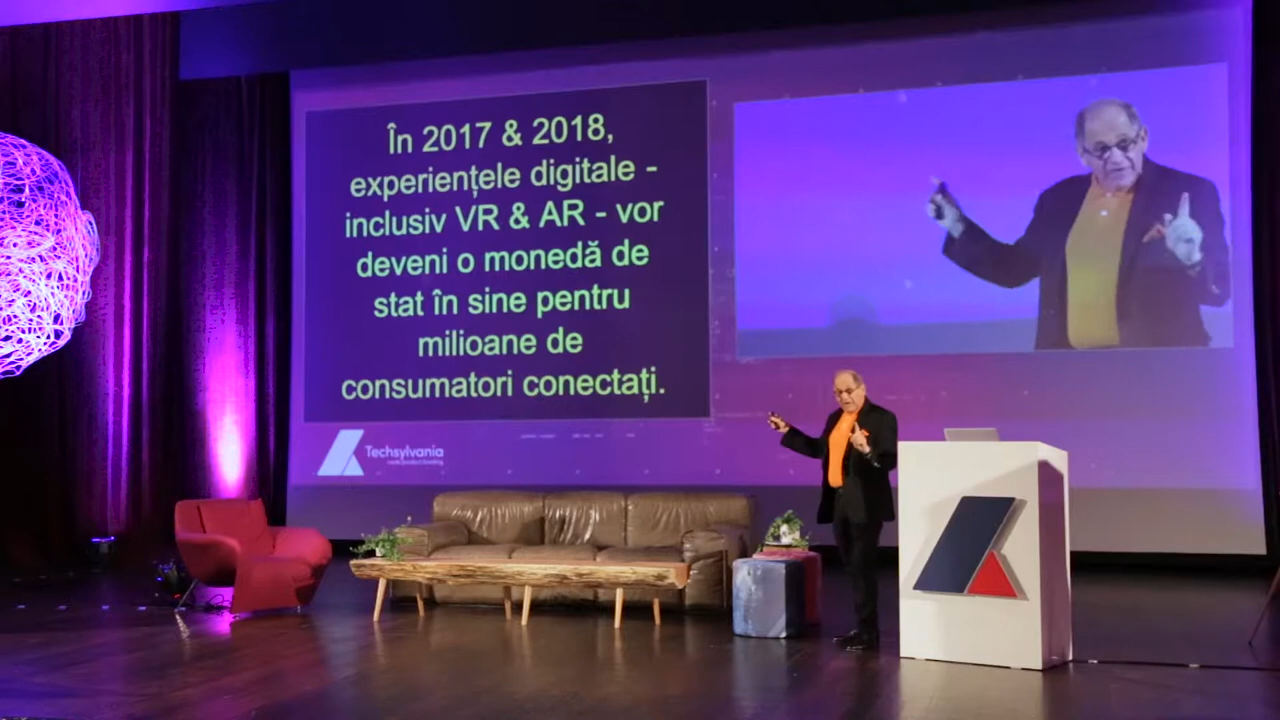 În 2017 & 2018,
experiențele digitale -
inclusiv VR & AR - vor
deveni o monedă de
stat în sine pentru
milioane de
consumatori conectați.
Techsylvania